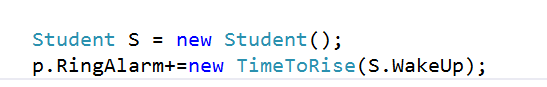 Student S = new Student();
p.RingAlarm+=new TimeToRise(S.WakeUp);